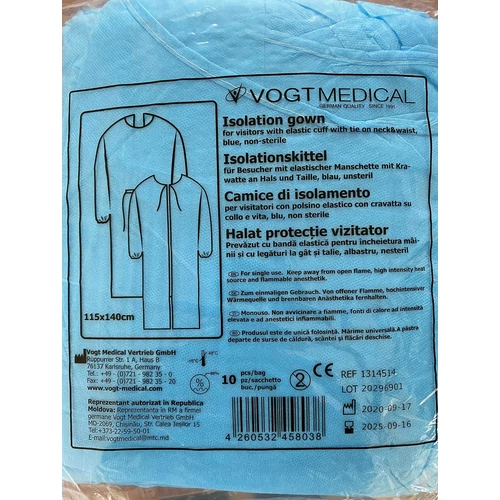 VOGT MEDICAL
GERMAN QUALITY SINCE 1991
Isolation gown
for visitors with elastic cuff with tie on neck&waist,
blue, non-sterile
Isolationskittel
für Besucher mit elastischer Manschette mit Kra-
watte an Hals und Taille, blau, unsteril
Camice di isolamento
per visitatori con polsino elastico con cravatta su
collo e vita, blu, non sterile
Halat protecție vizitator
Prevăzut cu bandă elastică pentru încheietura mâi-
nii și cu legături la gât și talie, albastru, nesteril
For single use. Keep away from open flame, high intensity heat
source and flammable anesthetik.
Zum einmaligen Gebrauch. Von offener Flamme, hochintensiver
Wärmequelle und brennbaren Anästhetika fernhalten.
Monouso. Non avvicinare a fiamme, fonti di calore ad intensità
elevata e ad anestetici infiammabili.
Produsul este de unică folosință. Mărime universală.A păstra
departe de surse de căldură, scântei și flăcări deschise.
115x140cm
Vogt Medical Vertrieb GmbH
Ruppurrer Str. 1 A, Haus B
76137 Karlsruhe, Germany
Tel.: +49 - (0)721 - 982 35 - 0
Fax: +49 - (0)721 - 982 35 - 20
www.vogt-medical.com
Reprezentant autorizat în Republica
Moldova: Reprezentanța în RM a firmei
germane Vogt Medical Vertrieb GmbH
MD-2069, Chișinău, Str. Calea Ieșilor 15
Tel.:+373-22-59-50-01
E-mail:vogtmedical@mtc.md
10 pcs/bag
pz/sacchetto
buc./pungă
4 260532 458038
CE
REF 1314514
LOT 20296901
2020-09-17
2025-09-16